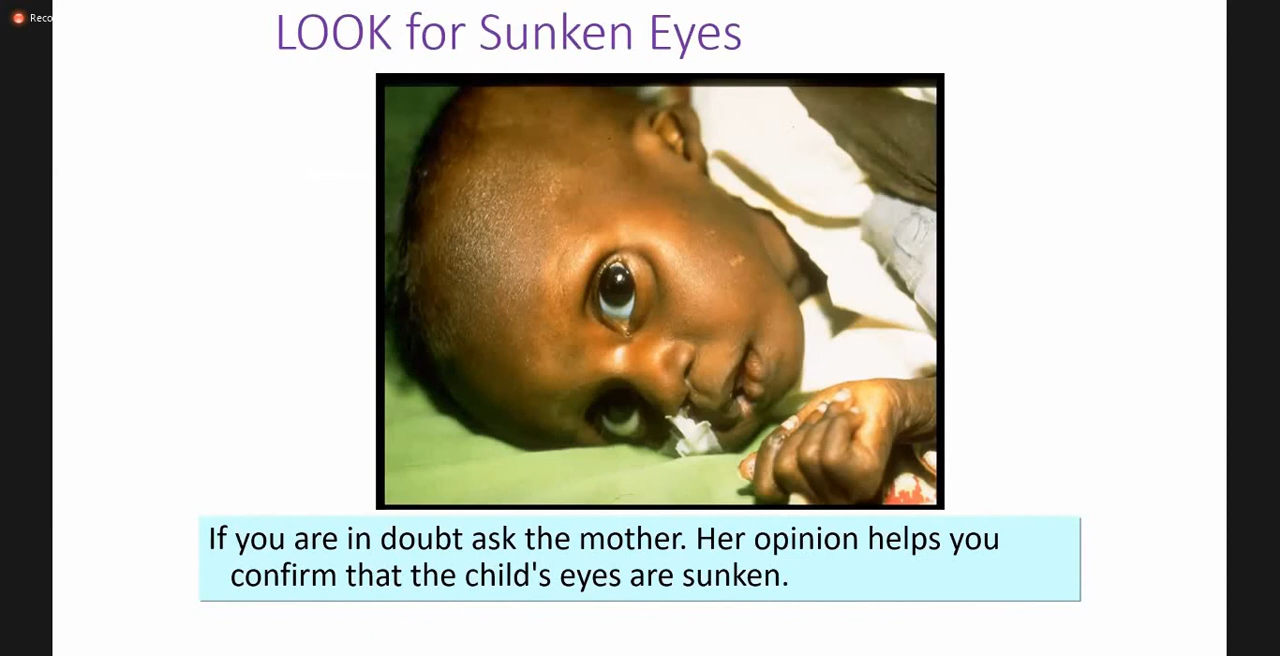 Reco
LOOK for Sunken Eyes
If you are in doubt ask the mother. Her opinion helps you
confirm that the child's eyes are sunken.